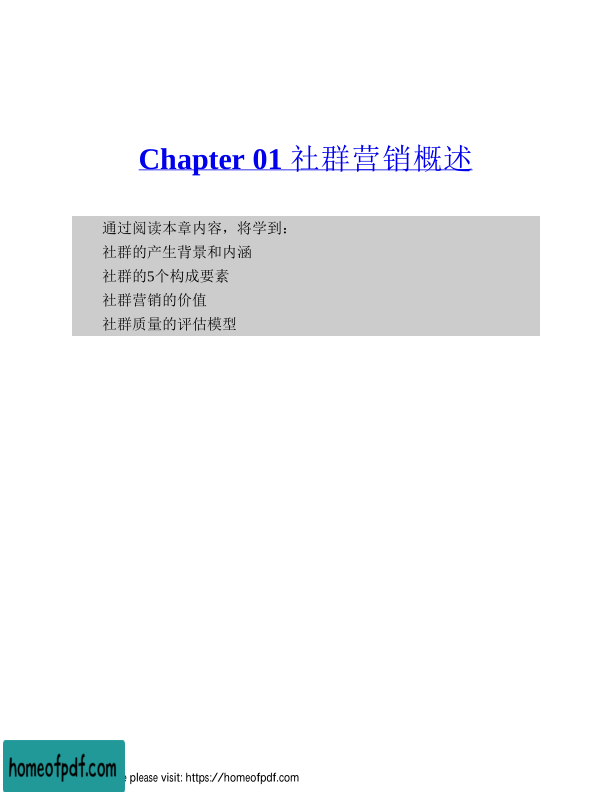 Chapter 01 社群营销概述
通过阅读本章内容，将学到：
社群的产生背景和内涵
社群的5个构成要素
社群营销的价值
社群质量的评估模型
homeofpdf.com
please visit: https://homeofpdf.com